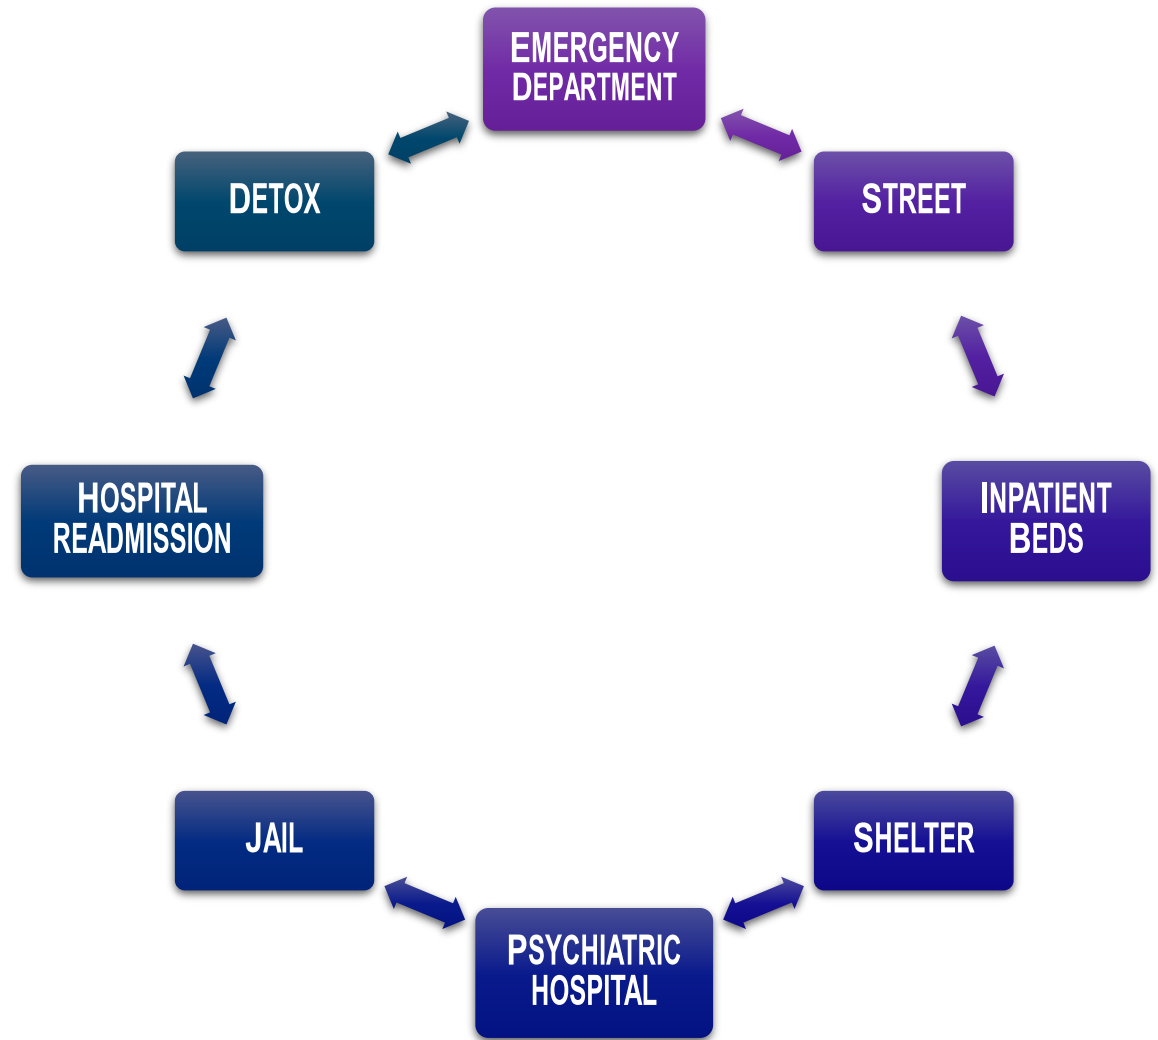 EMERGENCY
DEPARTMENT
STREET
INPATIENT
BEDS
SHELTER
PSYCHIATRIC
HOSPITAL
JAIL
HOSPITAL
READMISSION
DETOX